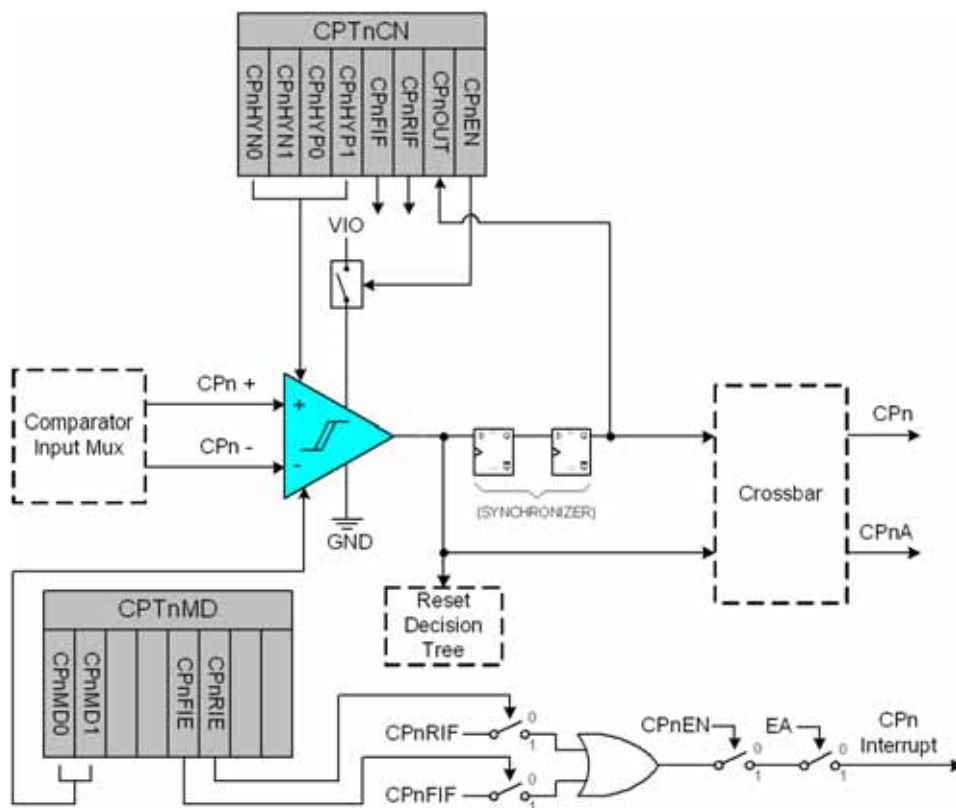 CPTnCN
CPnHYN0
CPnHYN1
CPnHYP0
CPnHYP1
CPnFIF
CPnRIF
CPnOUT
CPnEN
VIO
CPn +
+
Comparator
Input Mux
CPn -
-
D Q
D Q
(SYNCHRONIZER)
GND
Crossbar
CPn
CPnA
Reset
Decision
Tree
CPTnMD
CPnMD0
CPnMD1
CPnFIE
CPnRIE
CPnRIF
0
1
CPnFIF
0
1
CPnEN
0
1
EA
0
1
CPn
Interrupt